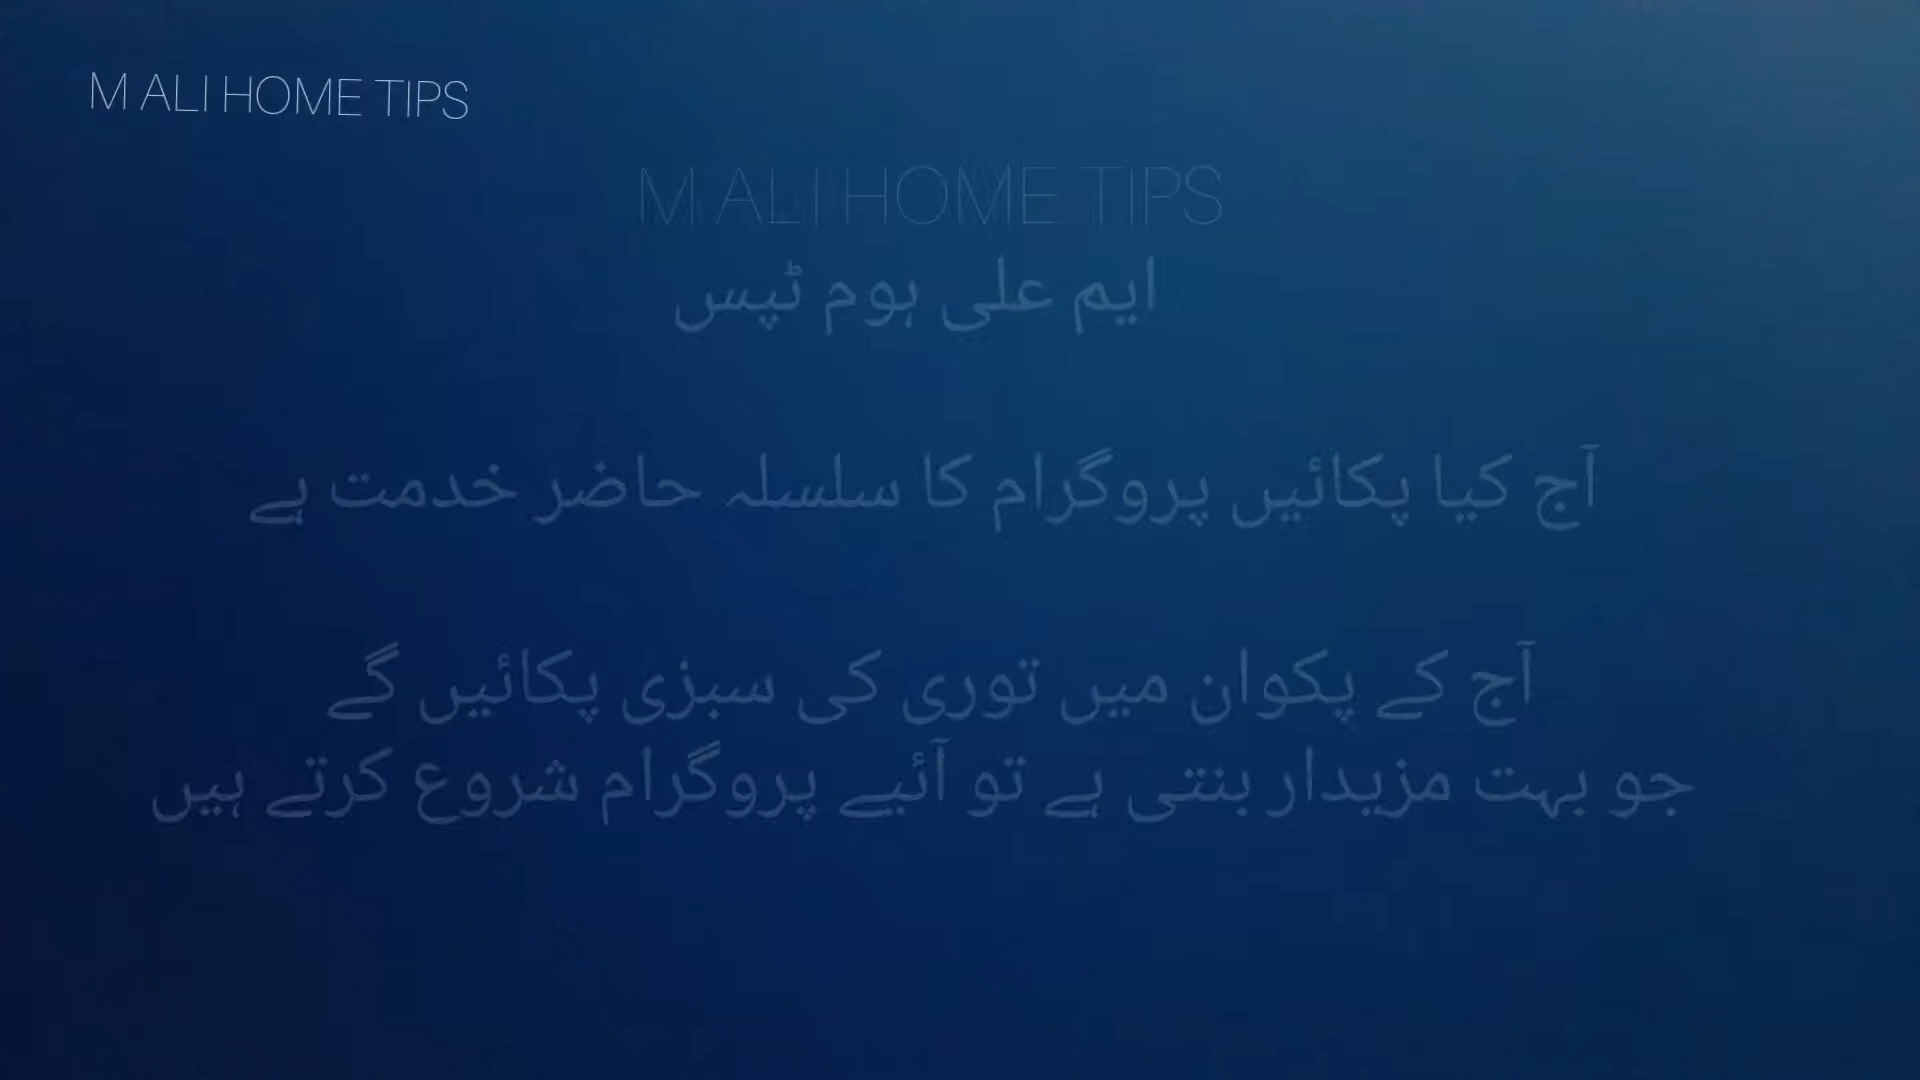 M ALI HOME TIPS
M ALI HOME TIPS
ایم علی ہوم ٹپس
آج کیا پکائیں پروگرام کا سلسلہ حاضر خدمت ہے
آج کے پکوان میں توری کی سبزی پکائیں گے
جو بہت مزیدار بنتی ہے تو آئیے پروگرام شروع کرتے ہیں